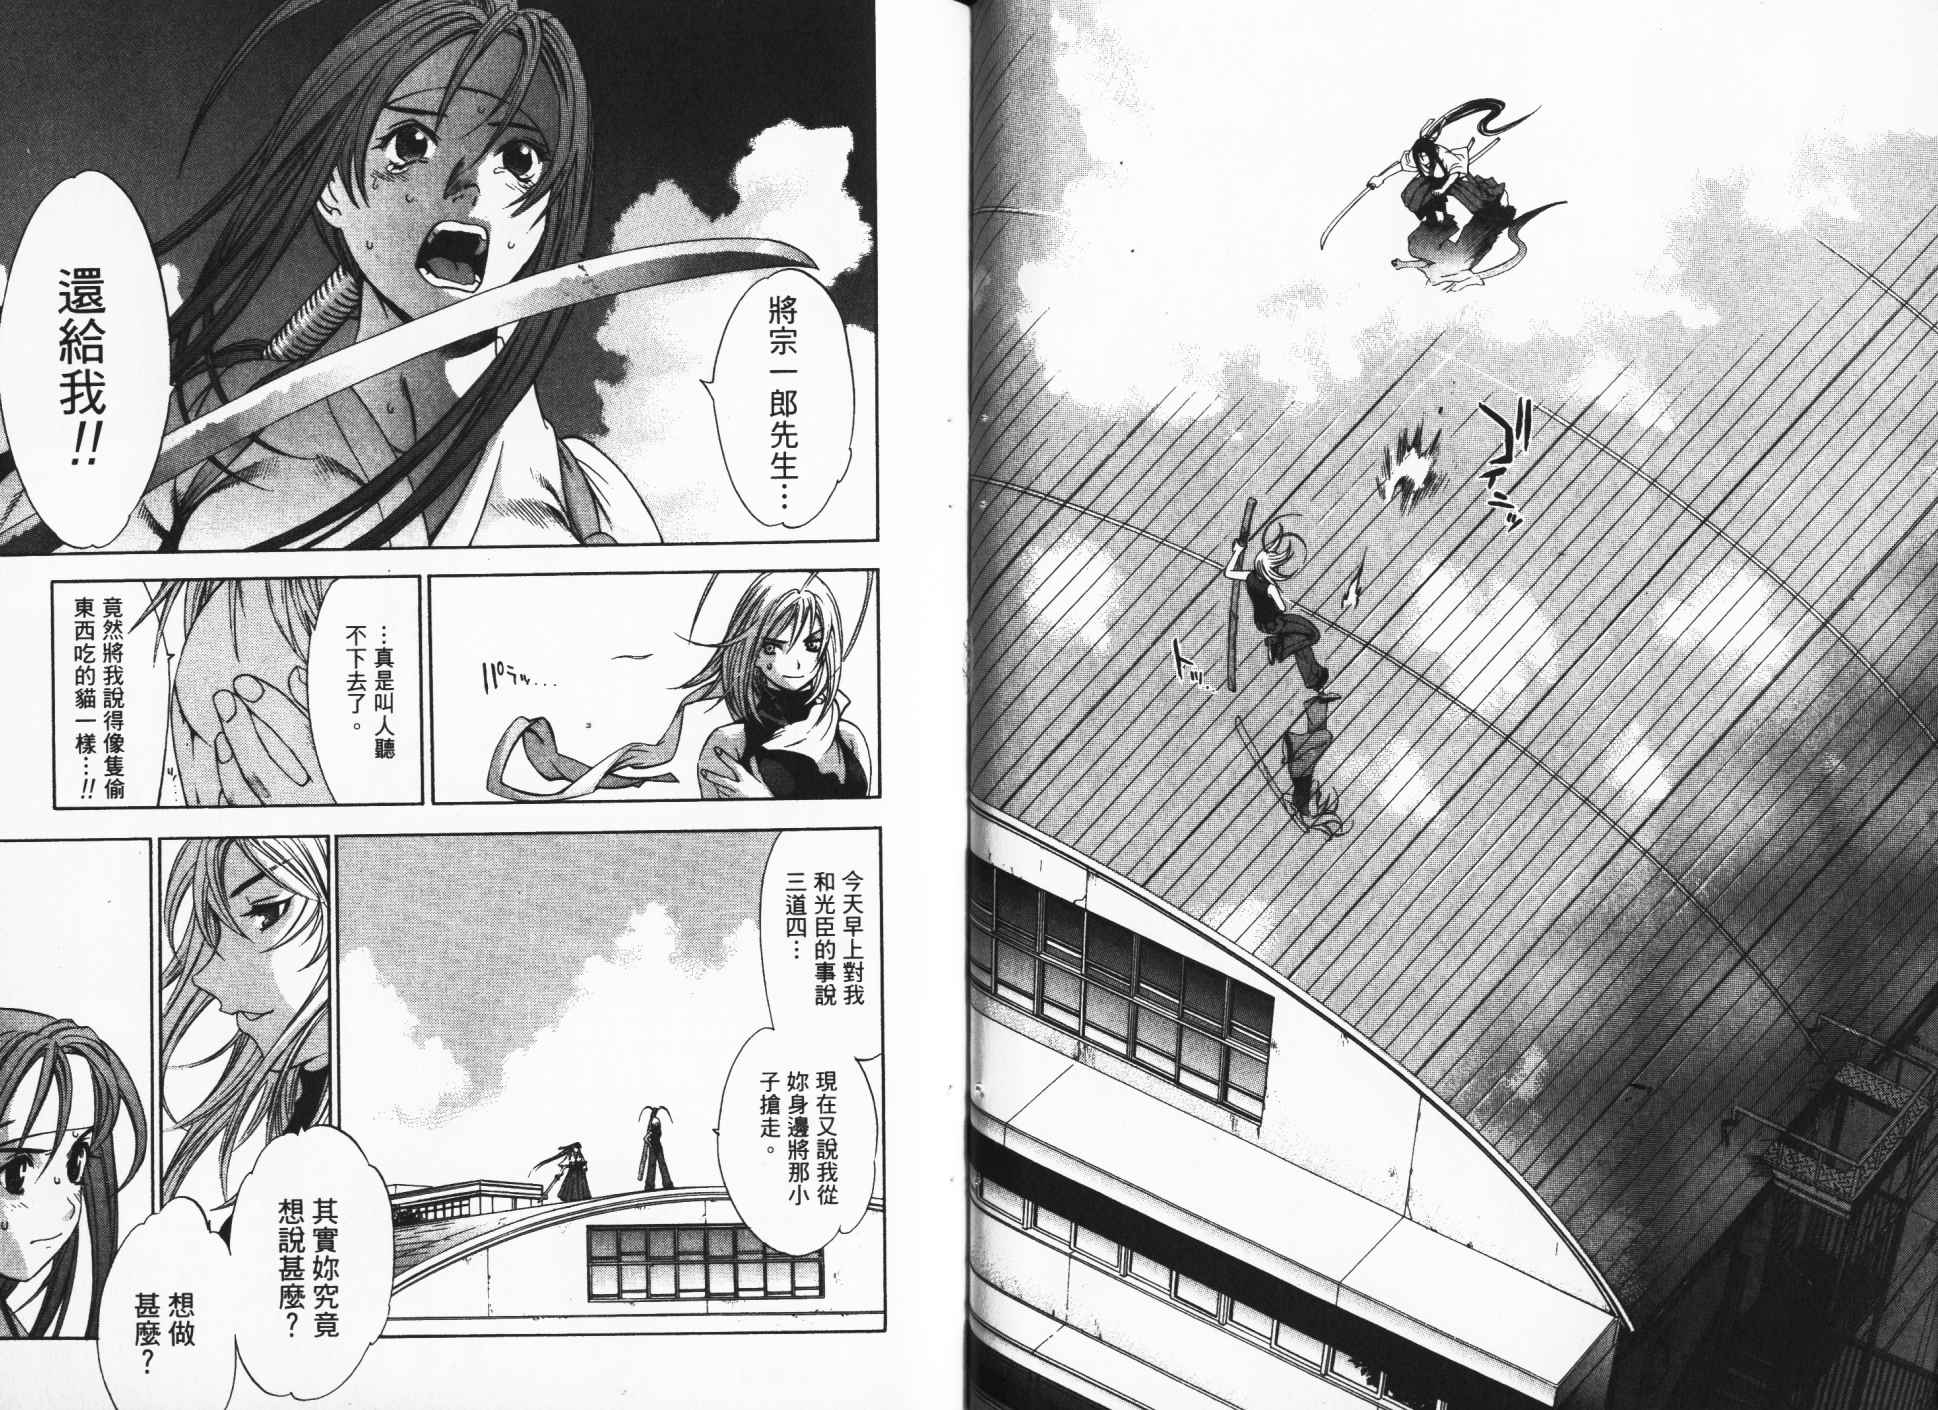 ドッ…
將宗一郎先生…
還給我!!
パラッ…
…真是叫人聽
不下去了。
竟然將我說得像隻偷
東西吃的貓一樣…!!
今天早上對我
和光臣的事說
三道四…
現在又說我從
妳身邊將那小
子搶走。
其實妳究竟
想說甚麼?
想做
甚麼?